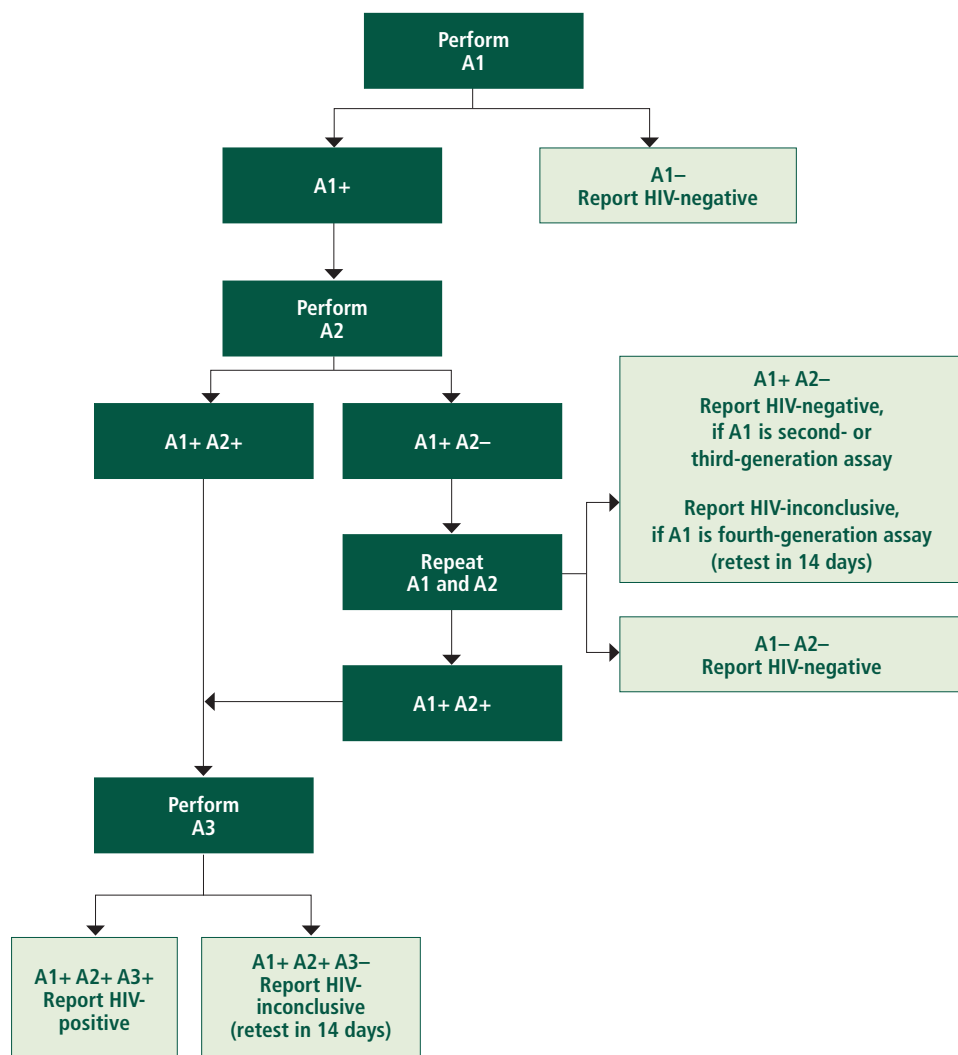 Perform
A1
A1+
A1–
Report HIV-negative
Perform
A2
A1+ A2+
A1+ A2–
A1+ A2–
Report HIV-negative,
if A1 is second- or
third-generation assay
Report HIV-inconclusive,
if A1 is fourth-generation assay
(retest in 14 days)
Repeat
A1 and A2
A1– A2–
Report HIV-negative
A1+ A2+
Perform
A3
A1+ A2+ A3+
Report HIV-
positive
A1+ A2+ A3–
Report HIV-
inconclusive
(retest in 14 days)